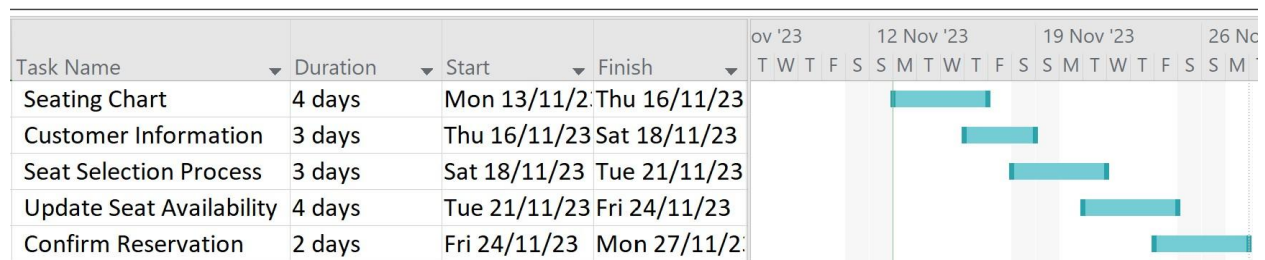 ov '23 12 Nov '23 19 Nov '23 26 No
Task Name Duration Start Finish T W T F S S M T W T F S S M T W T F S S M
Seating Chart 4 days Mon 13/11/2 Thu 16/11/23
Customer Information 3 days Thu 16/11/23 Sat 18/11/23
Seat Selection Process 3 days Sat 18/11/23 Tue 21/11/23
Update Seat Availability 4 days Tue 21/11/23 Fri 24/11/23
Confirm Reservation 2 days Fri 24/11/23 Mon 27/11/2